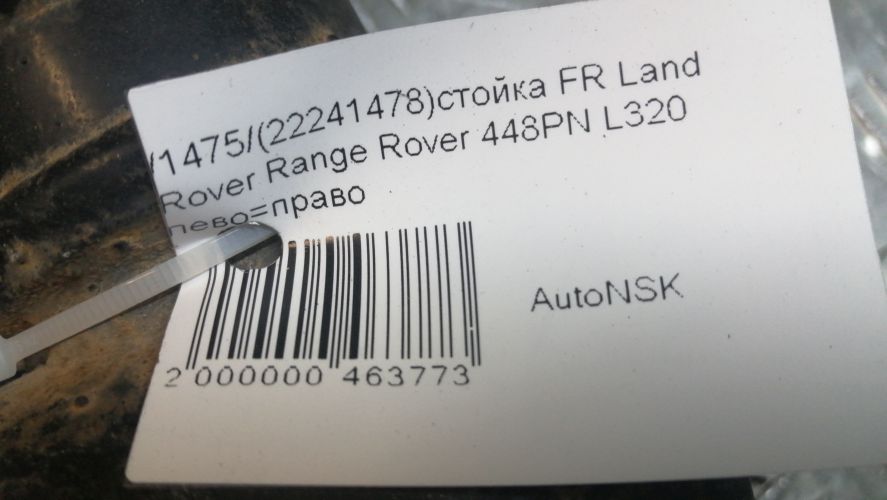 /1475/(22241478)стойка FR Land
Rover Range Rover 448PN L320
лево=право
AutoNSK
2 000000 463773